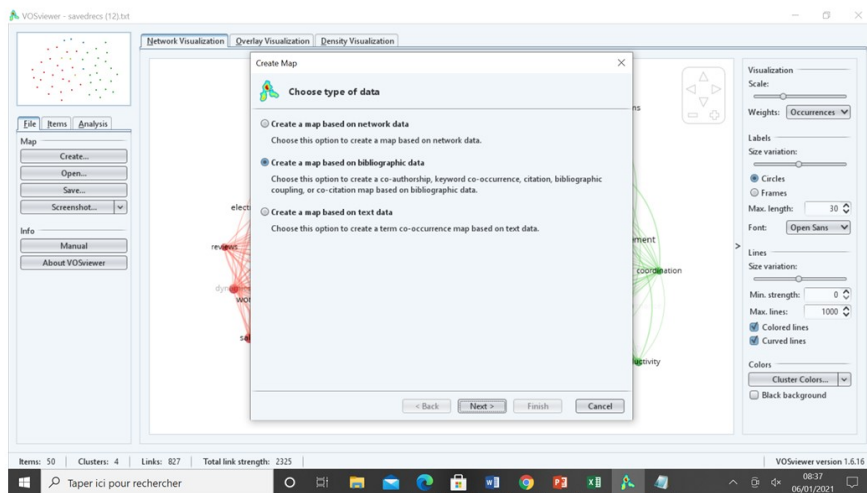 VOSviewer - savedrecs (12).txt
Network Visualization Overlay Visualization Density Visualization
File Items Analysis
Map
Create...
Open...
Save...
Screenshot...
Info
Manual
About VOSviewer
Create Map
Choose type of data
Create a map based on network data
Choose this option to create a map based on network data.
Create a map based on bibliographic data
Choose this option to create a co-authorship, keyword co-occurrence, citation, bibliographic
coupling, or co-citation map based on bibliographic data.
Create a map based on text data
Choose this option to create a term co-occurrence map based on text data.
< Back Next > Finish Cancel
ns
elect
reviews
dyn
wor
sal
ment
coordination
uctivity
Visualization
Scale:
Weights: Occurrences
Labels
Size variation:
Circles
Frames
Max. length: 30
Font: Open Sans
Lines
Size variation:
Min. strength: 0
Max. lines: 1000
Colored lines
Curved lines
Colors
Cluster Colors...
Black background
Items: 50 Clusters: 4 Links: 827 Total link strength: 2325 VOSviewer version 1.6.16
Taper ici pour rechercher
08:37
06/01/2021